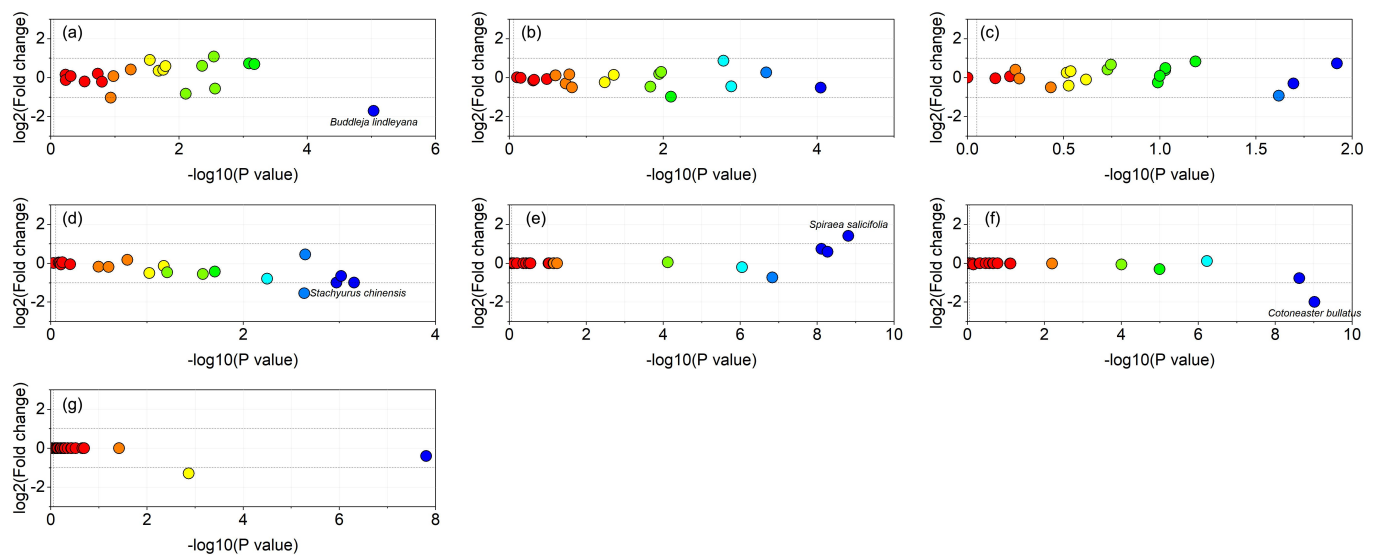 (a)
log2(Fold change)
2
0
-2
Buddleja lindleyana
0 2 4 6
-log10(P value)
(b)
log2(Fold change)
2
0
-2
0 2 4
-log10(P value)
(c)
log2(Fold change)
2
0
-2
0.0 0.5 1.0 1.5 2.0
-log10(P value)
(d)
log2(Fold change)
2
0
-2
Stachyurus chinensis
0 2 4
-log10(P value)
(e)
log2(Fold change)
2
0
-2
Spiraea salicifolia
0 2 4 6 8 10
-log10(P value)
(f)
log2(Fold change)
2
0
-2
Cotoneaster bullatus
0 2 4 6 8 10
-log10(P value)
(g)
log2(Fold change)
2
0
-2
0 2 4 6 8
-log10(P value)